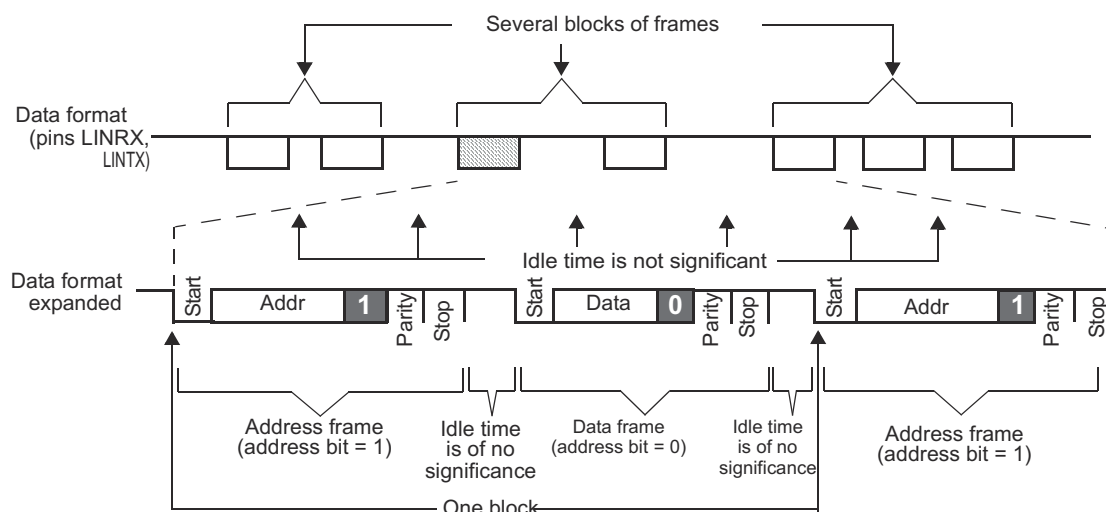 Several blocks of frames
Data format
(pins LINRX,
LINTX)
Idle time is not significant
Data format
expanded
Start
Addr
1
Parity
Stop
Start
Data
0
Parity
Stop
Start
Addr
1
Parity
Stop
Address frame
(address bit = 1)
Idle time
is of no
significance
Data frame
(address bit = 0)
Idle time
is of no
significance
Address frame
(address bit = 1)
One block